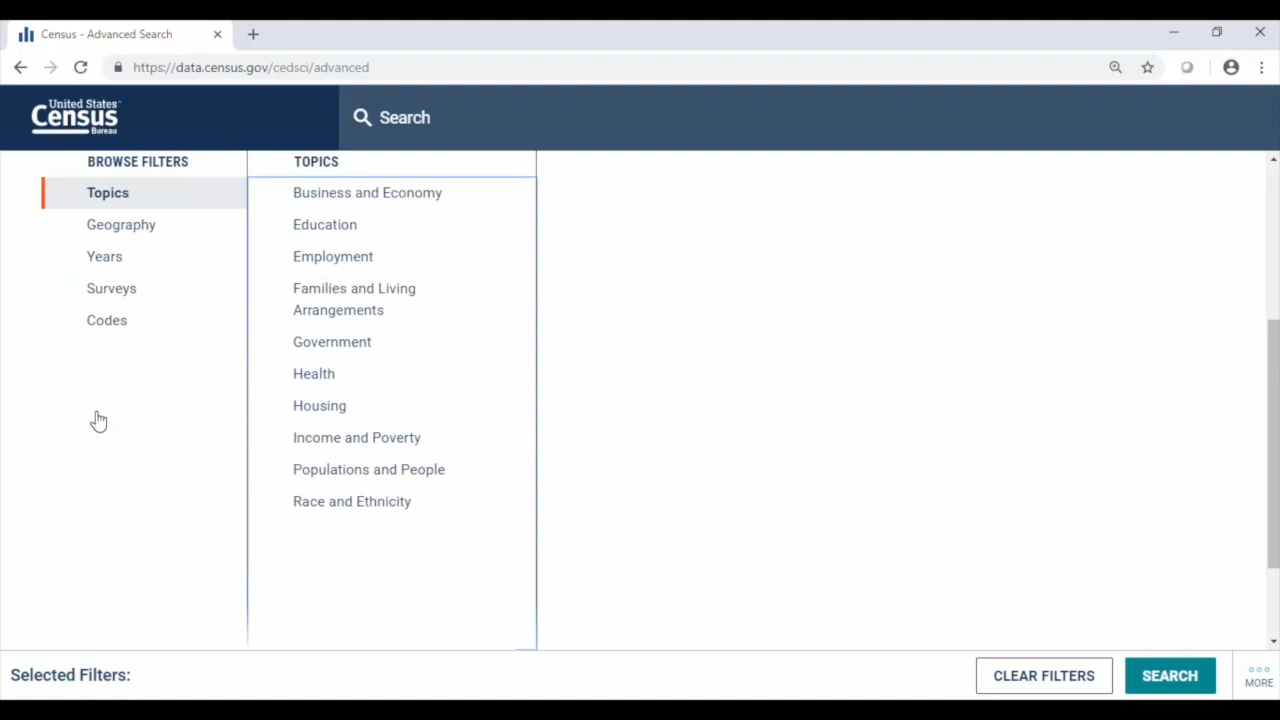 Census - Advanced Search
https://data.census.gov/cedsci/advanced
United States
Census
Bureau
Search
BROWSE FILTERS
Topics
Geography
Years
Surveys
Codes
TOPICS
Business and Economy
Education
Employment
Families and Living
Arrangements
Government
Health
Housing
Income and Poverty
Populations and People
Race and Ethnicity
Selected Filters:
CLEAR FILTERS
SEARCH
MORE